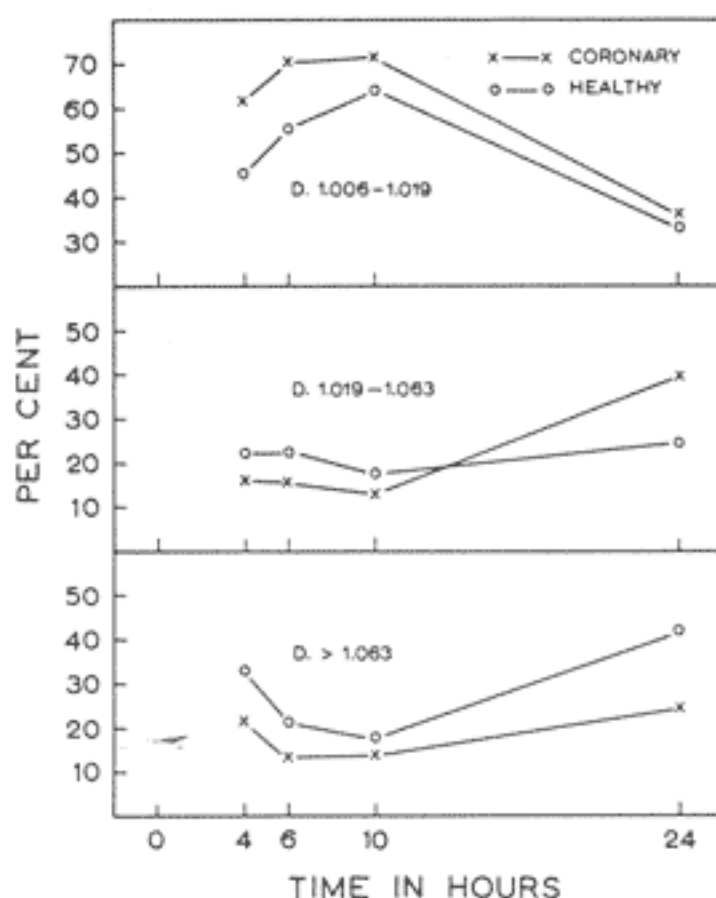 70
60
50
40
30
x—x CORONARY
o—o HEALTHY
D. 1.006–1.019
50
40
30
20
10
D. 1.019–1.063
50
40
30
20
10
D. > 1.063
PER CENT
0 4 6 10 24
TIME IN HOURS